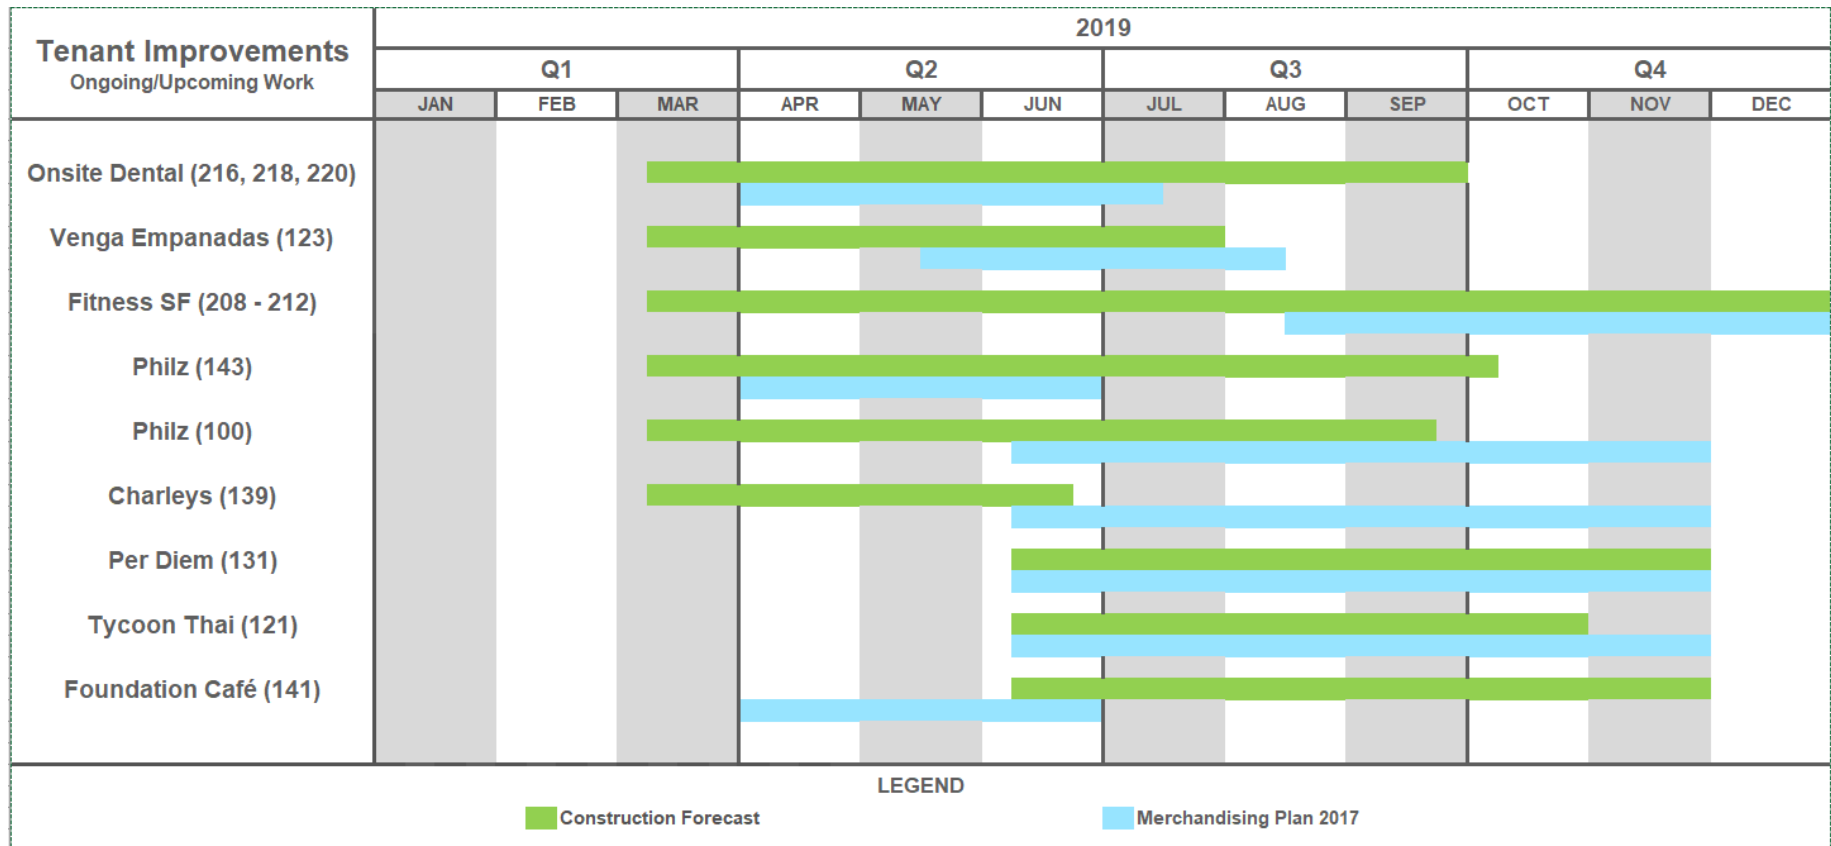 Tenant Improvements
Ongoing/Upcoming Work
2019
Q1 Q2 Q3 Q4
JAN FEB MAR APR MAY JUN JUL AUG SEP OCT NOV DEC
Onsite Dental (216, 218, 220)
Venga Empanadas (123)
Fitness SF (208 - 212)
Philz (143)
Philz (100)
Charleys (139)
Per Diem (131)
Tycoon Thai (121)
Foundation Café (141)
LEGEND
Construction Forecast Merchandising Plan 2017